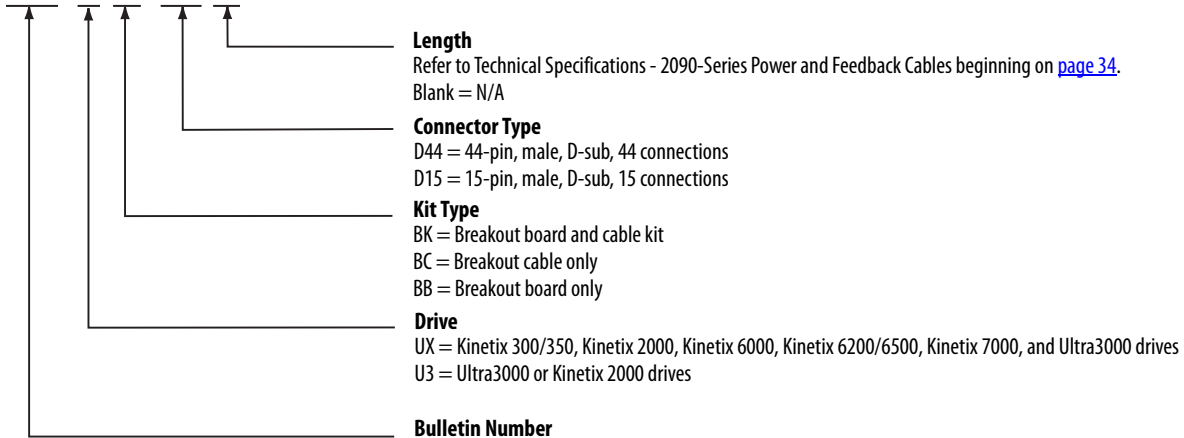 Length
Refer to Technical Specifications - 2090-Series Power and Feedback Cables beginning on page 34.
Blank = N/A
Connector Type
D44 = 44-pin, male, D-sub, 44 connections
D15 = 15-pin, male, D-sub, 15 connections
Kit Type
BK = Breakout board and cable kit
BC = Breakout cable only
BB = Breakout board only
Drive
UX = Kinetix 300/350, Kinetix 2000, Kinetix 6000, Kinetix 6200/6500, Kinetix 7000, and Ultra3000 drives
U3 = Ultra3000 or Kinetix 2000 drives
Bulletin Number